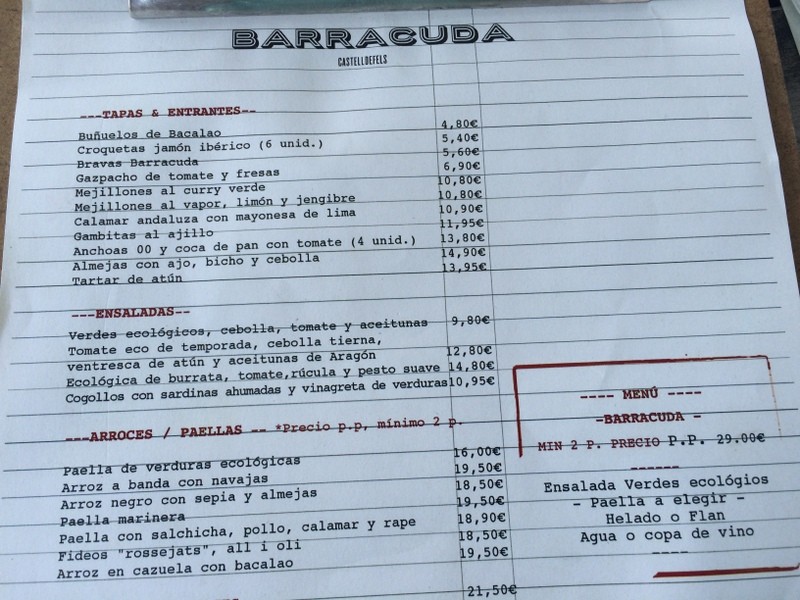 BARRACUDA
CASTELLDEFELS
---TAPAS & ENTRANTES--
Buñuelos de Bacalao 4,80€
Croquetas jamón ibérico (6 unid.) 5,40€
Bravas Barracuda 5,60€
Gazpacho de tomate y fresas 6,90€
Mejillones al curry verde 10,80€
Mejillones al vapor, limón y jengibre 10,80€
Calamar andaluza con mayonesa de lima 10,90€
Gambitas al ajillo 11,95€
Anchoas 00 y coca de pan con tomate (4 unid.) 13,80€
Almejas con ajo, bicho y cebolla 14,90€
Tartar de atún 13,95€
---ENSALADAS--
Verdes ecológicos, cebolla, tomate y aceitunas 9,80€
Tomate eco de temporada, cebolla tierna,
ventresca de atún y aceitunas de Aragón 12,80€
Ecológica de burrata, tomate,rúcula y pesto suave 14,80€
Cogollos con sardinas ahumadas y vinagreta de verduras 10,95€
---ARROCES / PAELLAS -- *Precio p.p, mínimo 2 p.
Paella de verduras ecológicas 16,00€
Arroz a banda con navajas 19,50€
Arroz negro con sepia y almejas 18,50€
Paella marinera 19,50€
Paella con salchicha, pollo, calamar y rape 18,90€
Fideos "rossejats", all i oli 18,50€
Arroz en cazuela con bacalao 19,50€
21,50€
---- MENÚ ----
-BARRACUDA -
MIN 2 P. PRECIO P.P. 29.00€
------
Ensalada Verdes ecológios
- Paella a elegir -
Helado o Flan
Agua o copa de vino
----